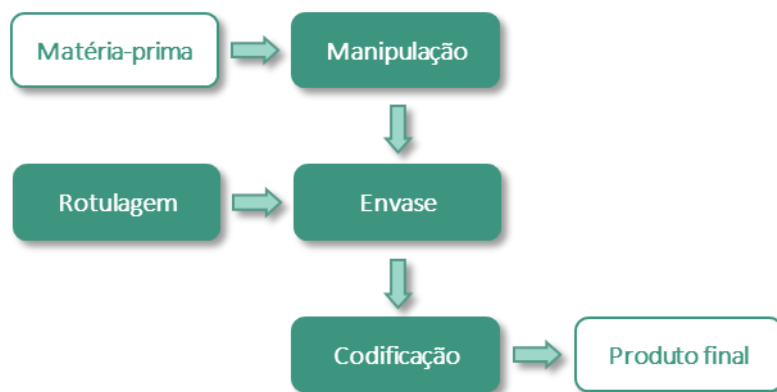 Matéria-prima
Manipulação
Rotulagem
Envase
Codificação
Produto final